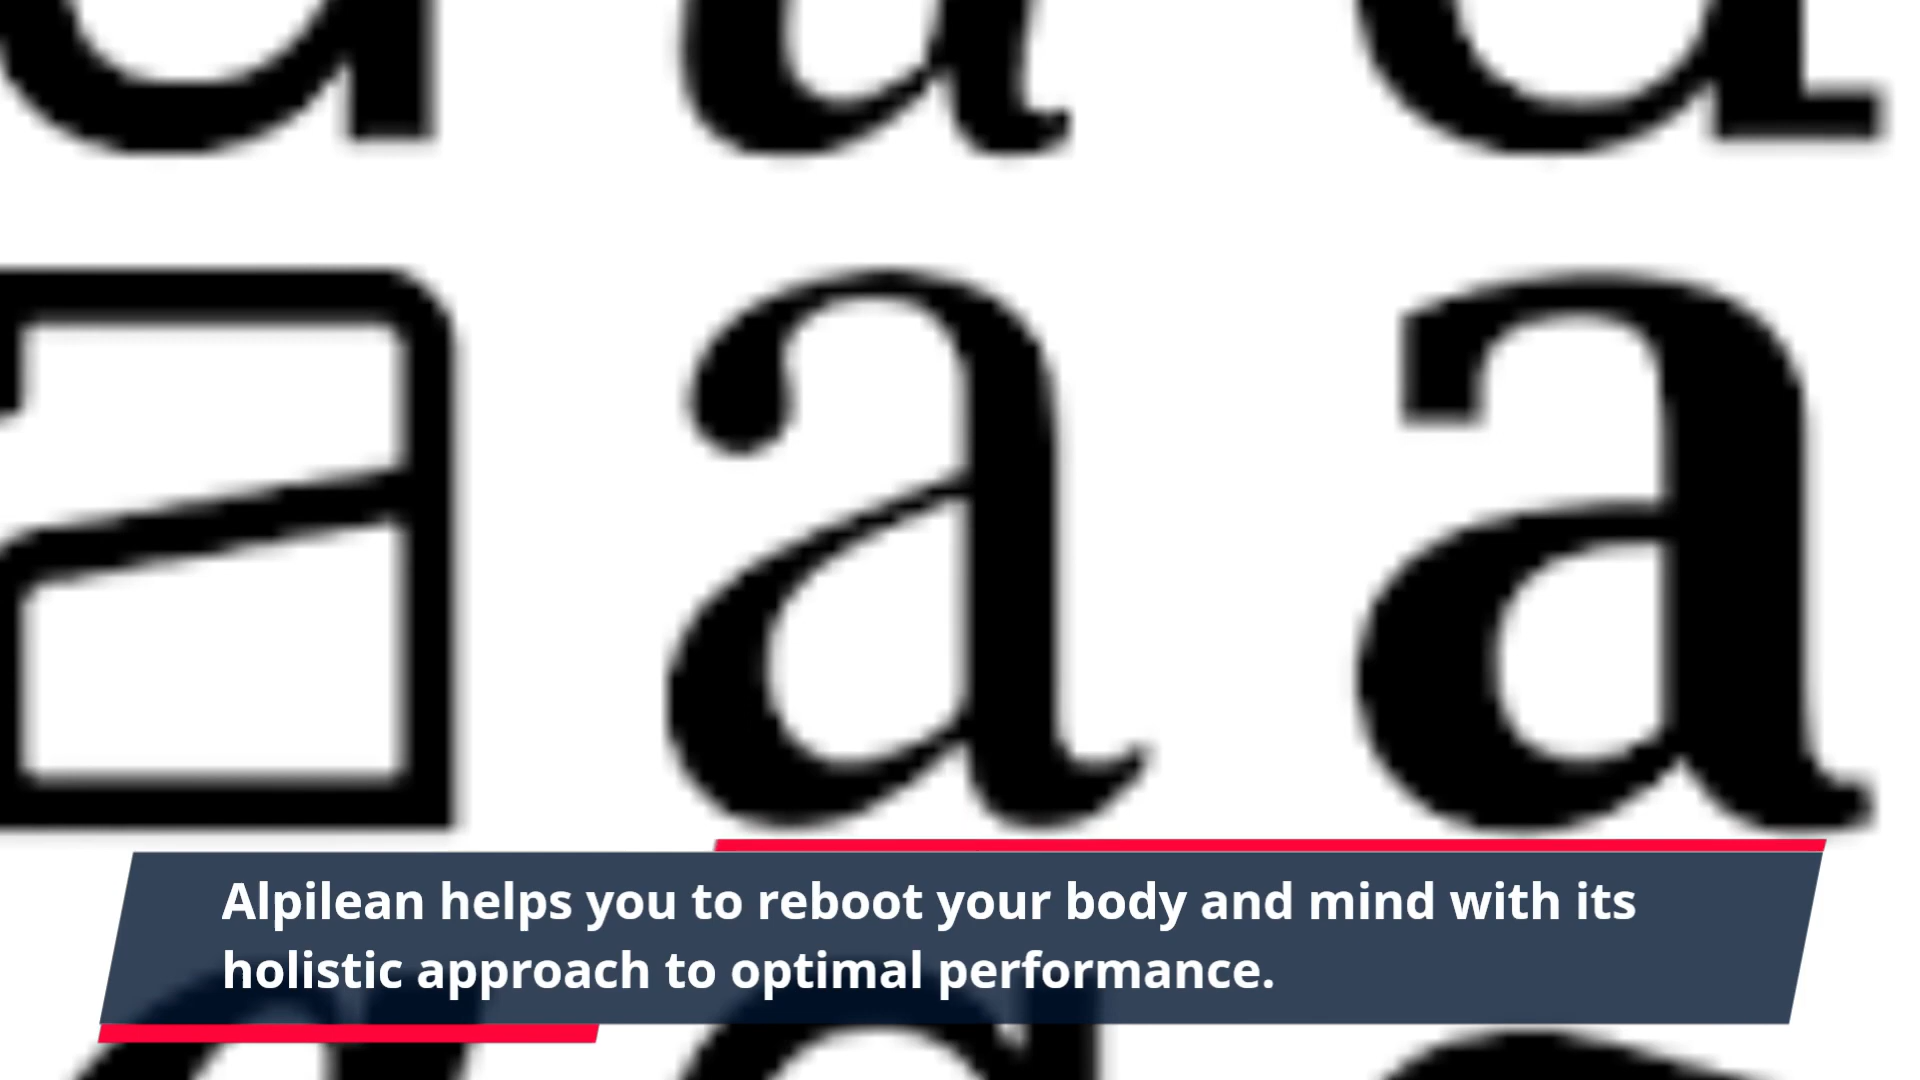 a a a
a a a
Alpilean helps you to reboot your body and mind with its
holistic approach to optimal performance.